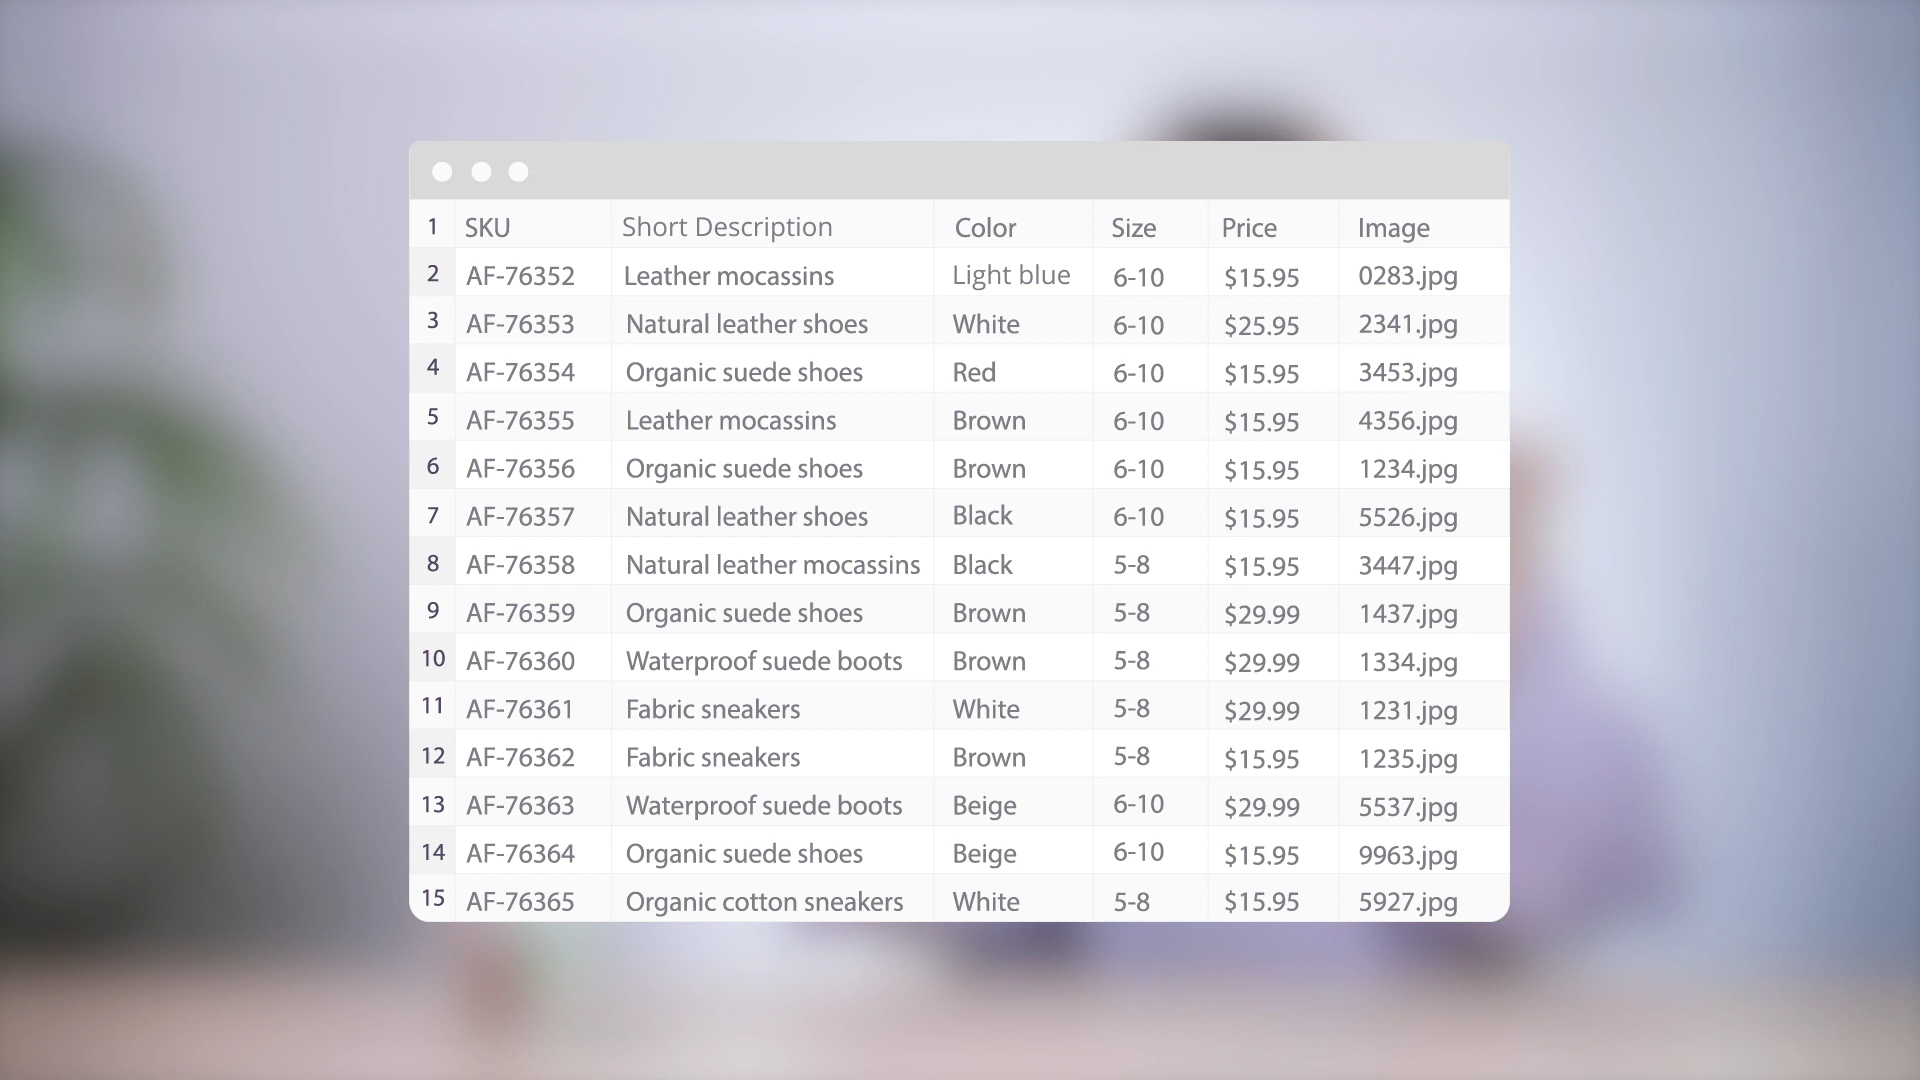 1 SKU Short Description Color Size Price Image
2 AF-76352 Leather mocassins Light blue 6-10 $15.95 0283.jpg
3 AF-76353 Natural leather shoes White 6-10 $25.95 2341.jpg
4 AF-76354 Organic suede shoes Red 6-10 $15.95 3453.jpg
5 AF-76355 Leather mocassins Brown 6-10 $15.95 4356.jpg
6 AF-76356 Organic suede shoes Brown 6-10 $15.95 1234.jpg
7 AF-76357 Natural leather shoes Black 6-10 $15.95 5526.jpg
8 AF-76358 Natural leather mocassins Black 5-8 $15.95 3447.jpg
9 AF-76359 Organic suede shoes Brown 5-8 $29.99 1437.jpg
10 AF-76360 Waterproof suede boots Brown 5-8 $29.99 1334.jpg
11 AF-76361 Fabric sneakers White 5-8 $29.99 1231.jpg
12 AF-76362 Fabric sneakers Brown 5-8 $15.95 1235.jpg
13 AF-76363 Waterproof suede boots Beige 6-10 $29.99 5537.jpg
14 AF-76364 Organic suede shoes Beige 6-10 $15.95 9963.jpg
15 AF-76365 Organic cotton sneakers White 5-8 $15.95 5927.jpg